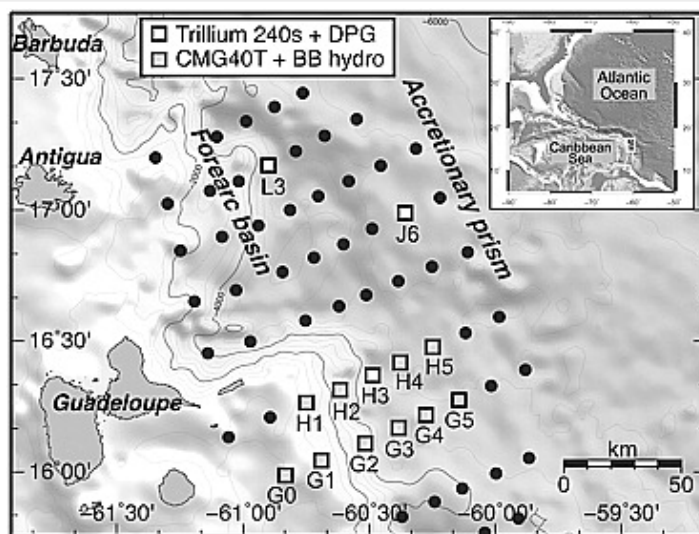 Trillium 240s + DPG
CMG40T + BB hydro
Barbuda
17˚30'
Antigua
17˚00'
16˚30'
Guadeloupe
16˚00'
Forearc basin
Accretionary prism
-6000
-4000
L3
J6
H5
H4
H3
H2
H1
G5
G4
G3
G2
G1
G0
km
0 50
-61˚30' -61˚00' -60˚30' -60˚00' -59˚30'
Atlantic
Ocean
Caribbean
Sea